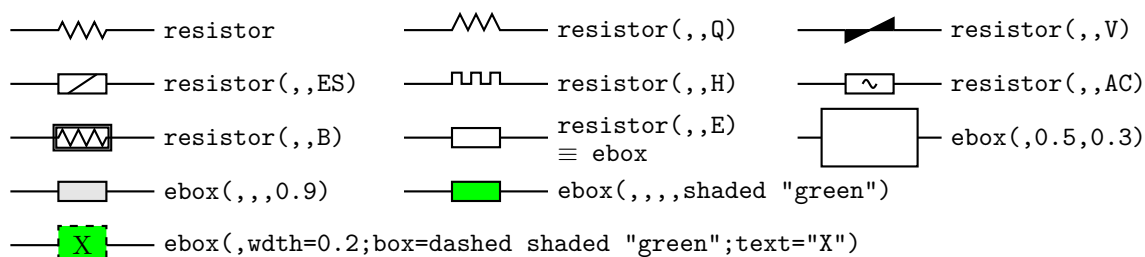 resistor
resistor(,,Q)
resistor(,,V)
resistor(,,ES)
resistor(,,H)
resistor(,,AC)
resistor(,,B)
resistor(,,E)
≡ ebox
ebox(,0.5,0.3)
ebox(,,,0.9)
ebox(,,,,shaded "green")
X
ebox(,wdth=0.2;box=dashed shaded "green";text="X")